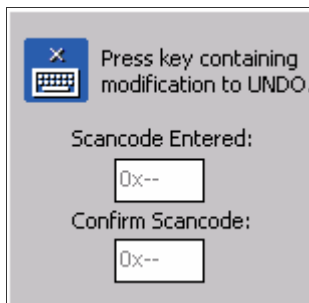 Press key containing
modification to UNDO.
Scancode Entered:
0x--
Confirm Scancode:
0x--